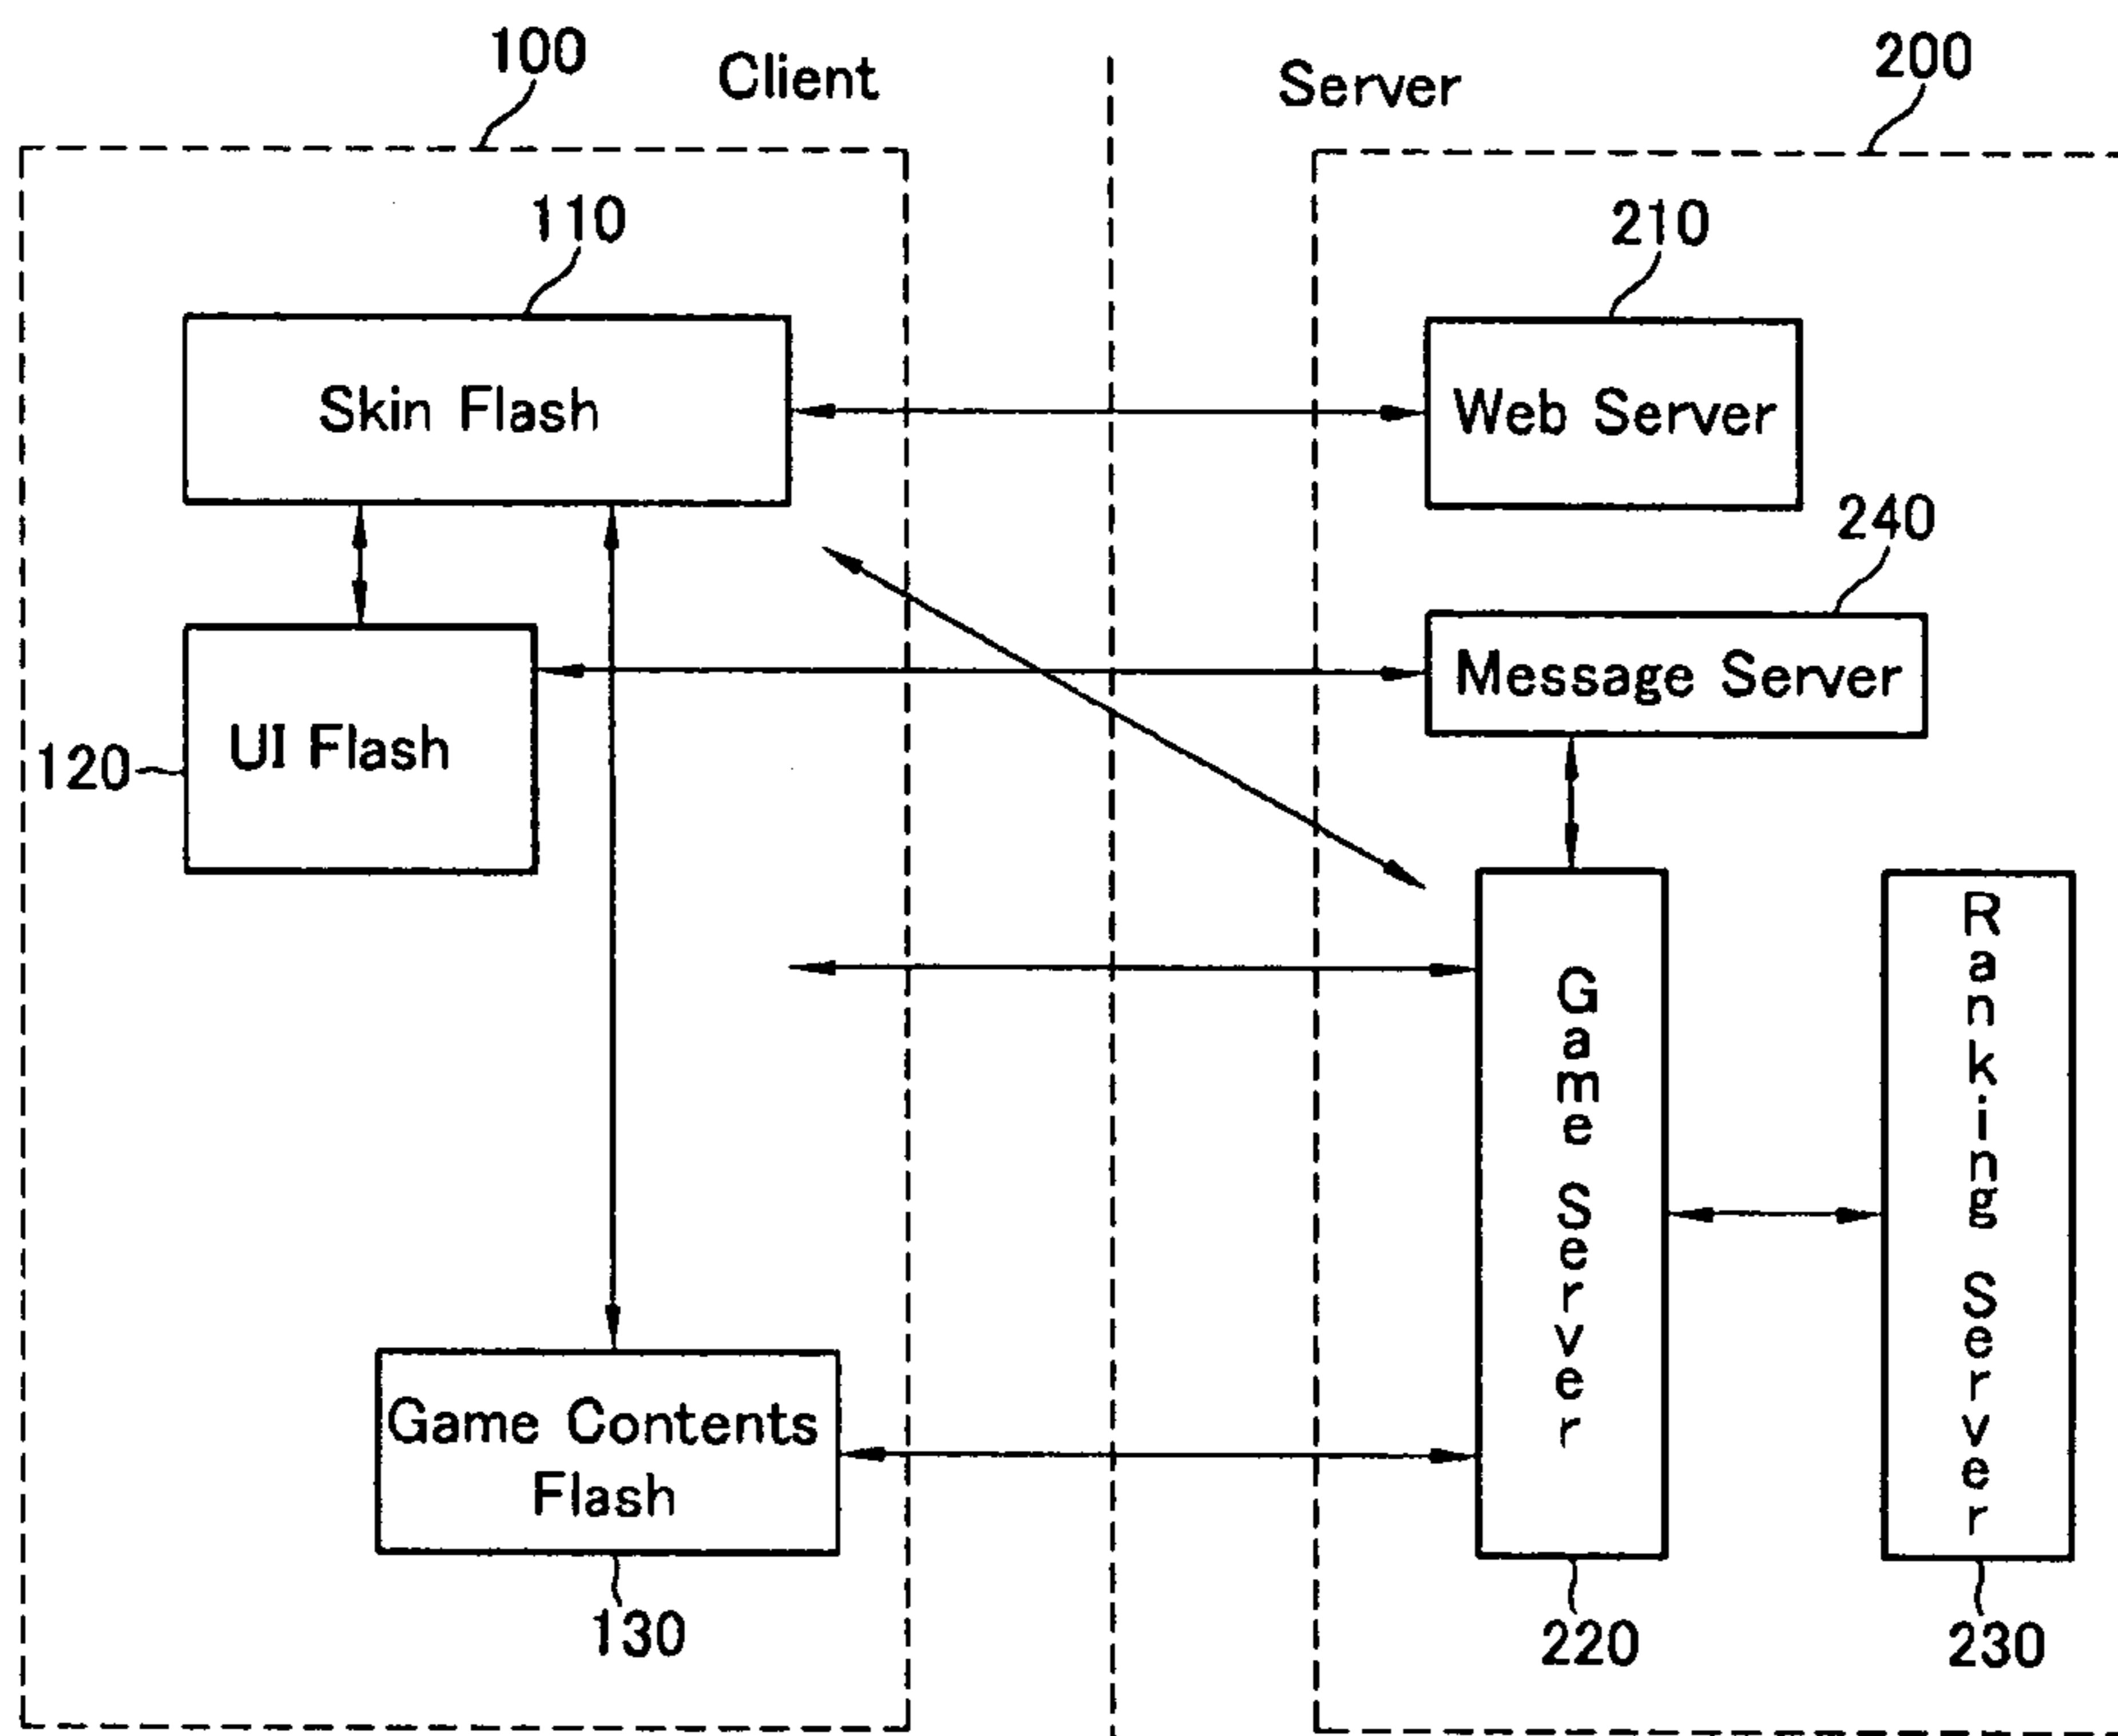 100
Client
Server
200
110
210
Skin Flash
Web Server
240
Message Server
UI Flash
120
Game Server
Ranking Server
Game Contents
Flash
130
220
230